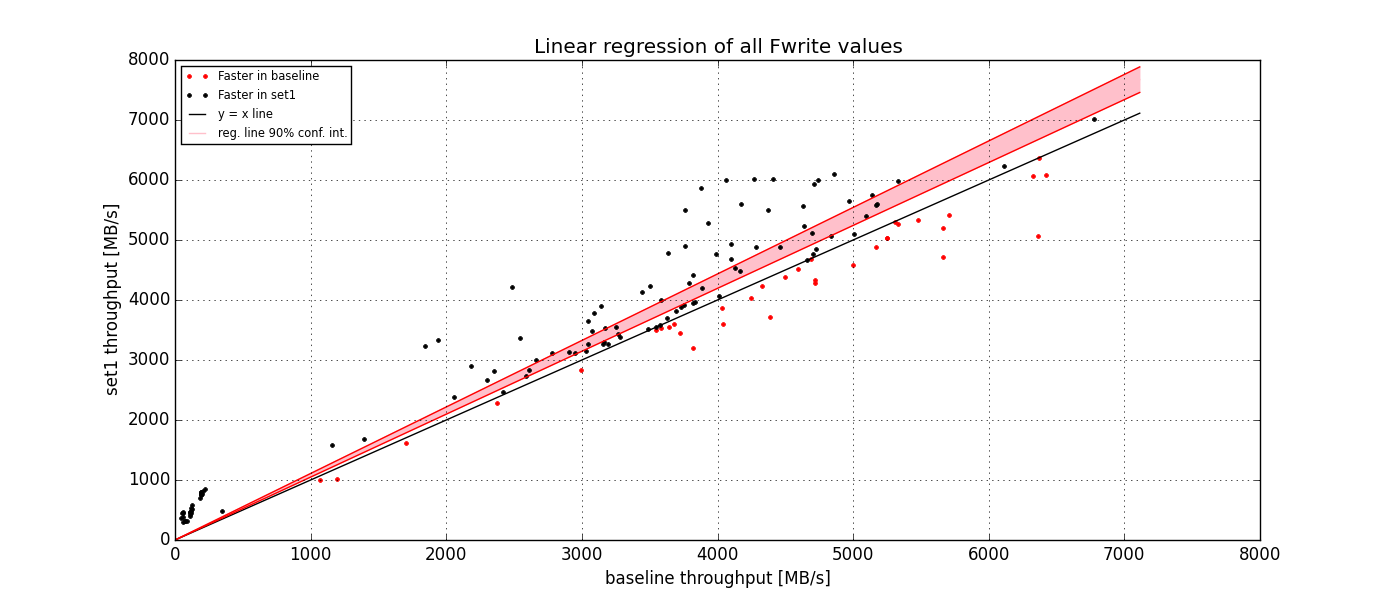 Linear regression of all Fwrite values
8000
7000
6000
5000
4000
3000
2000
1000
0
set1 throughput [MB/s]
Faster in baseline
Faster in set1
y = x line
reg. line 90% conf. int.
0 1000 2000 3000 4000 5000 6000 7000 8000
baseline throughput [MB/s]